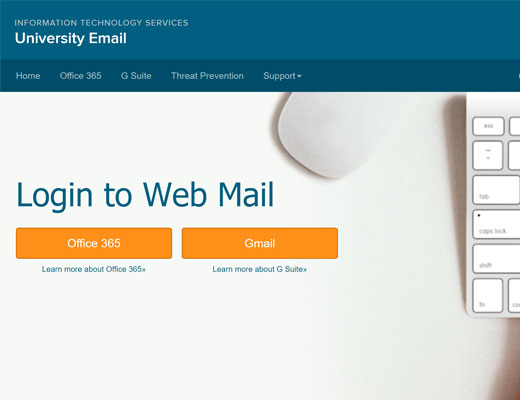 INFORMATION TECHNOLOGY SERVICES
University Email
Home Office 365 G Suite Threat Prevention Support
Login to Web Mail
Office 365 Gmail
Learn more about Office 365» Learn more about G Suite»
esc
~
tab
caps lock
shift
fn